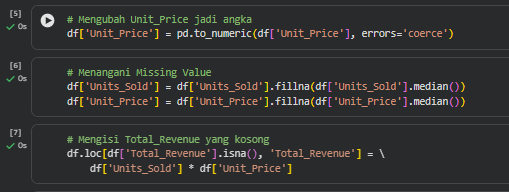 [5]
0s
# Mengubah Unit_Price jadi angka
df['Unit_Price'] = pd.to_numeric(df['Unit_Price'], errors='coerce')
[6]
0s
# Menangani Missing Value
df['Units_Sold'] = df['Units_Sold'].fillna(df['Units_Sold'].median())
df['Unit_Price'] = df['Unit_Price'].fillna(df['Unit_Price'].median())
[7]
0s
# Mengisi Total_Revenue yang kosong
df.loc[df['Total_Revenue'].isna(), 'Total_Revenue'] = \
    df['Units_Sold'] * df['Unit_Price']